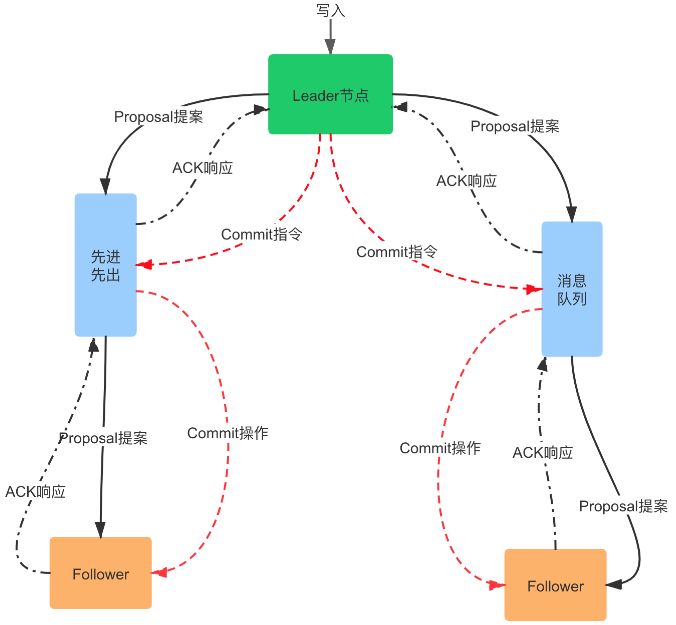 写入
Leader节点
Proposal提案
Proposal提案
ACK响应
ACK响应
Commit指令
Commit指令
先进
先出
消息
队列
Commit操作
Proposal提案
Commit操作
ACK响应
ACK响应
Proposal提案
Follower
Follower